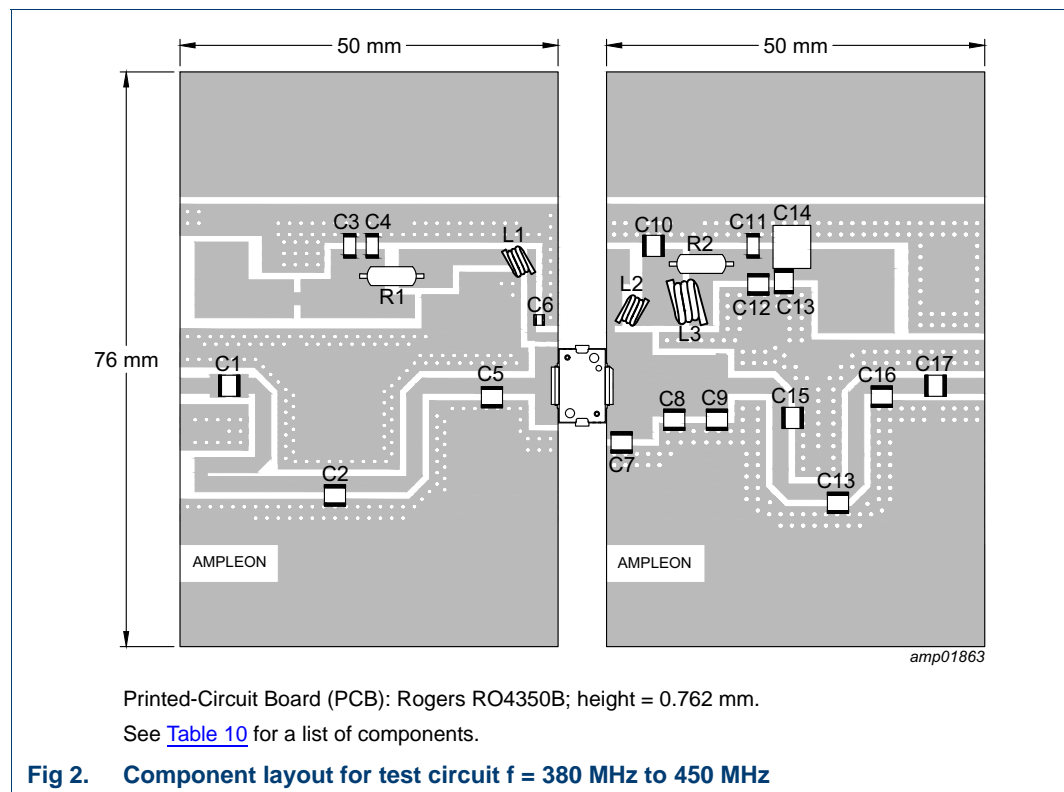 50 mm
50 mm
76 mm
C3 C4
L1
R1
C6
C1
C5
C2
AMPLEON
C10
C11
C14
R2
L2
L3
C12 C13
C8 C9
C15
C16
C17
C7
C13
AMPLEON
amp01863
Printed-Circuit Board (PCB): Rogers RO4350B; height = 0.762 mm.
See Table 10 for a list of components.
Fig 2. Component layout for test circuit f = 380 MHz to 450 MHz